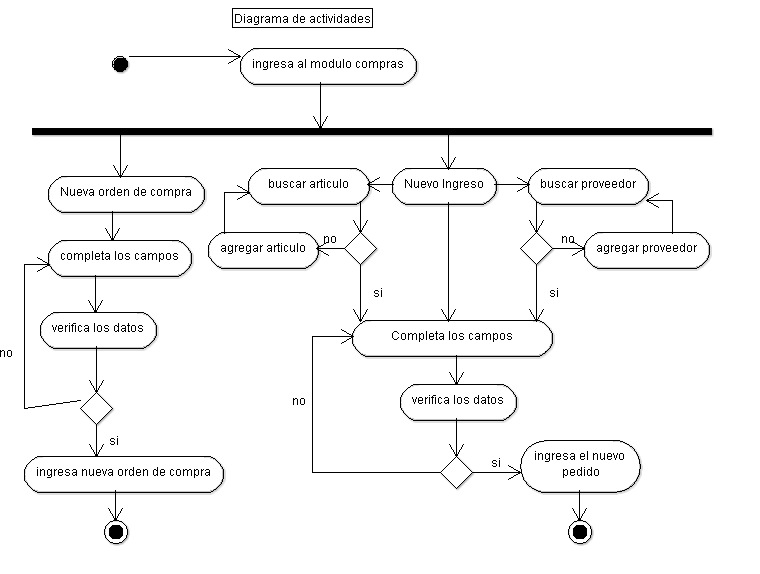 Diagrama de actividades
ingresa al modulo compras
Nueva orden de compra
buscar articulo
Nuevo Ingreso
buscar proveedor
completa los campos
agregar articulo
no
no
agregar proveedor
si
si
verifica los datos
Completa los campos
no
no
verifica los datos
si
ingresa nueva orden de compra
si
ingresa el nuevo
pedido